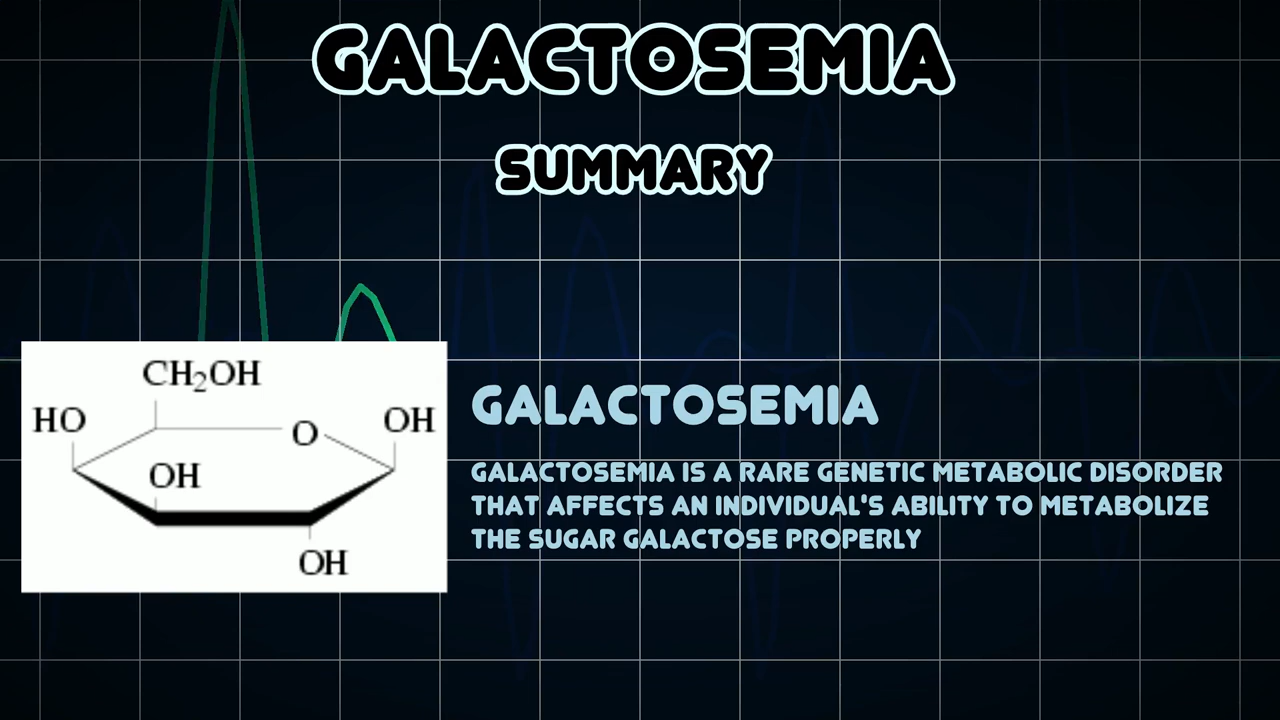 GALACTOSEMIA
SUMMARY
CH₂OH
HO
O
OH
OH
OH
GALACTOSEMIA
GALACTOSEMIA IS A RARE GENETIC METABOLIC DISORDER
THAT AFFECTS AN INDIVIDUAL'S ABILITY TO METABOLIZE
THE SUGAR GALACTOSE PROPERLY